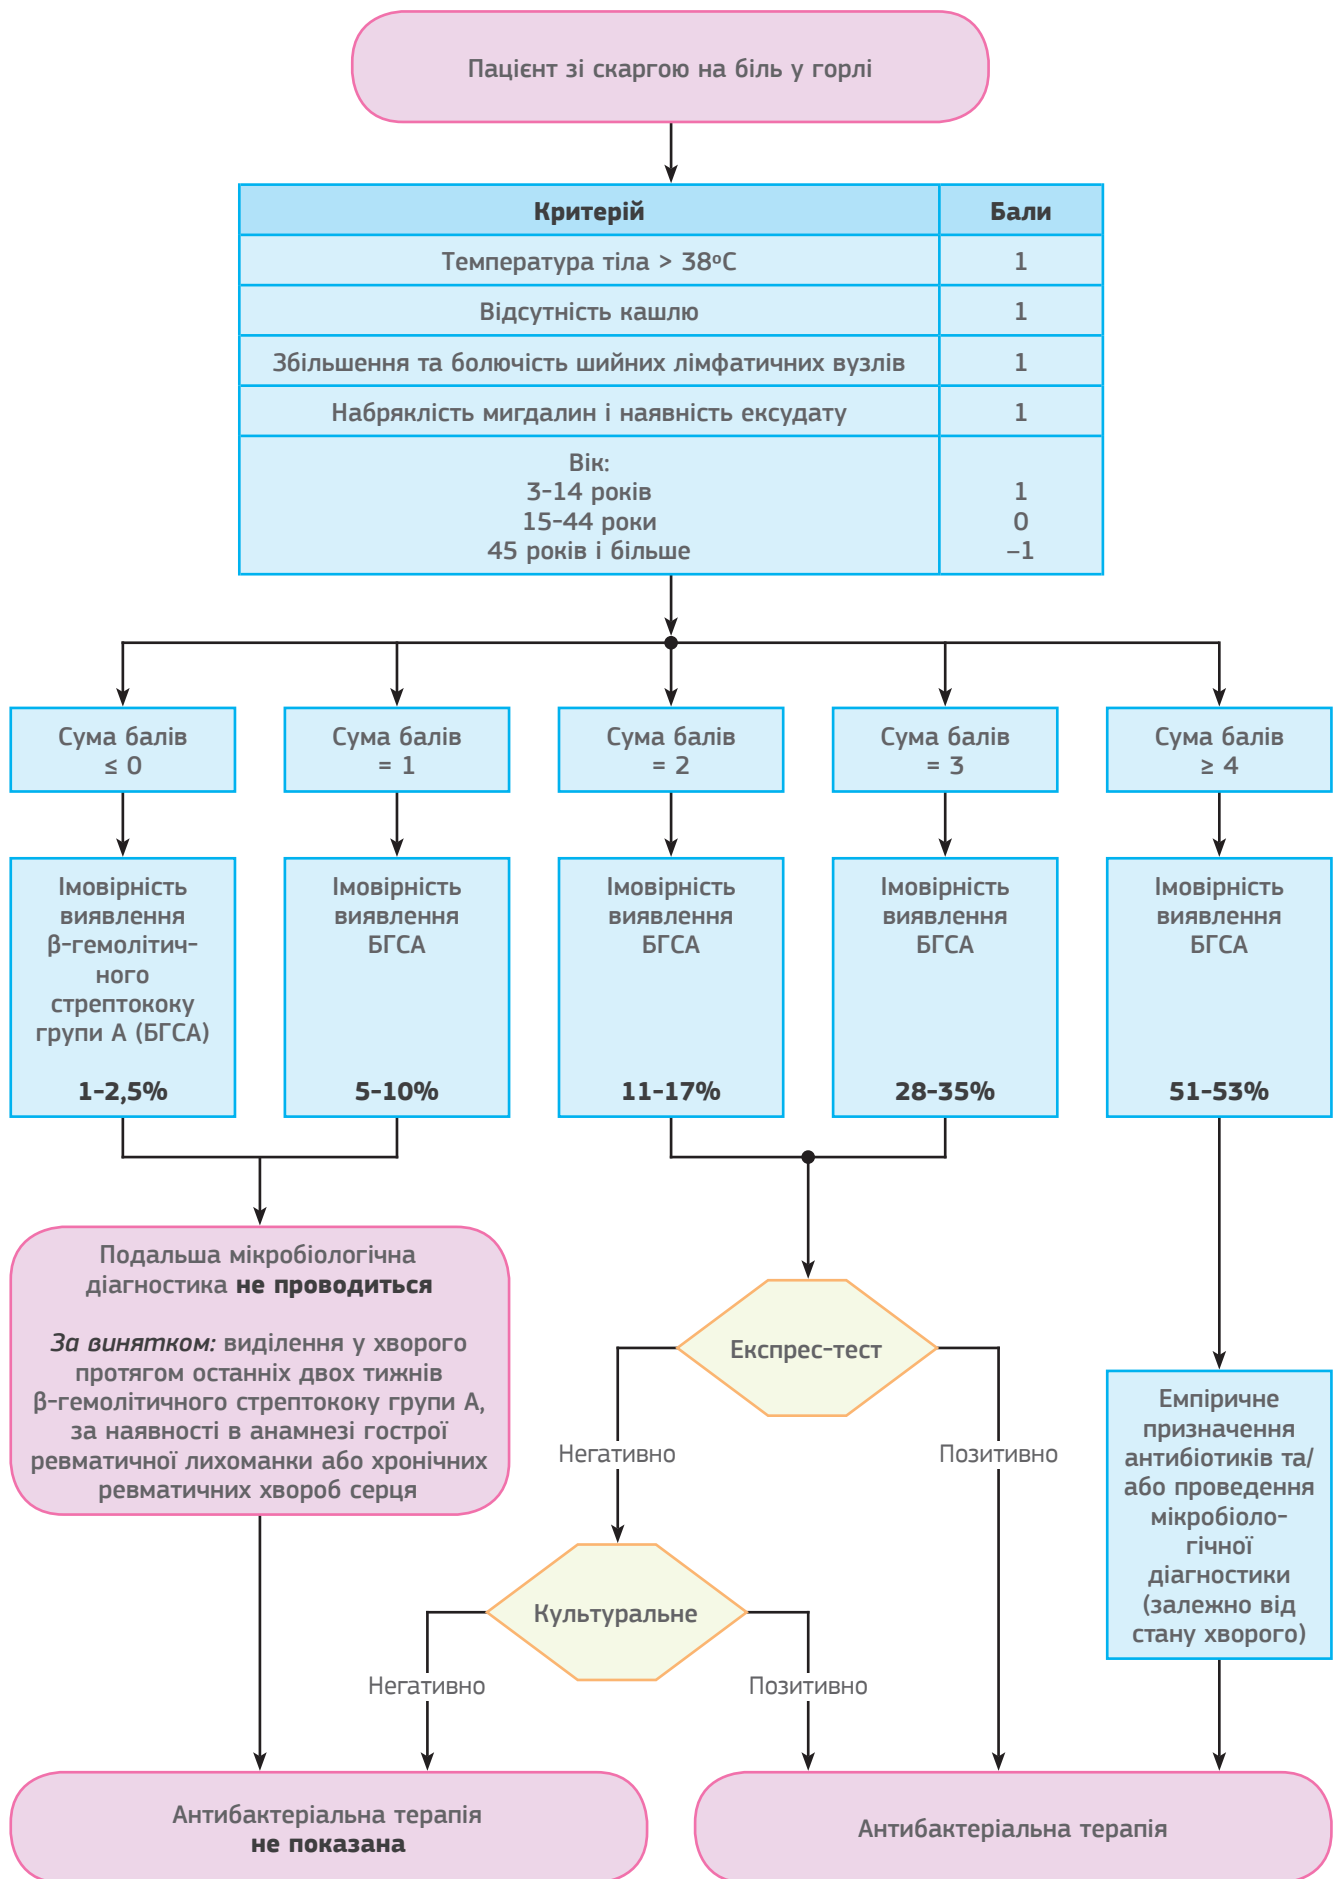 Пацієнт зі скаргою на біль у горлі
Критерій Бали
Температура тіла > 38ºС 1
Відсутність кашлю 1
Збільшення та болючість шийних лімфатичних вузлів 1
Набряклість мигдалин і наявність ексудату 1
Вік:
3-14 років 1
15-44 роки 0
45 років і більше –1
Сума балів
≤ 0
Сума балів
= 1
Сума балів
= 2
Сума балів
= 3
Сума балів
≥ 4
Імовірність
виявлення
β-гемолітич-
ного
стрептококу
групи А (БГСА)
1-2,5%
Імовірність
виявлення
БГСА
5-10%
Імовірність
виявлення
БГСА
11-17%
Імовірність
виявлення
БГСА
28-35%
Імовірність
виявлення
БГСА
51-53%
Подальша мікробіологічна
діагностика не проводиться
За винятком: виділення у хворого
протягом останніх двох тижнів
β-гемолітичного стрептококу групи А,
за наявності в анамнезі гострої
ревматичної лихоманки або хронічних
ревматичних хвороб серця
Експрес-тест
Негативно
Позитивно
Емпіричне
призначення
антибіотиків та/
або проведення
мікробіоло-
гічної
діагностики
(залежно від
стану хворого)
Культуральне
Негативно
Позитивно
Антибактеріальна терапія
не показана
Антибактеріальна терапія